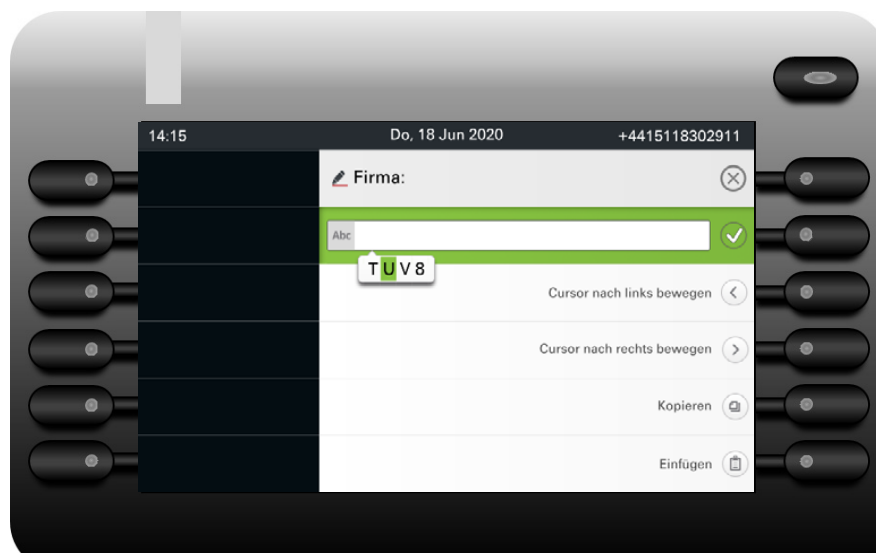 14:15 Do, 18 Jun 2020 +4415118302911
Firma:
Abc
T U V 8
Cursor nach links bewegen
Cursor nach rechts bewegen
Kopieren
Einfügen